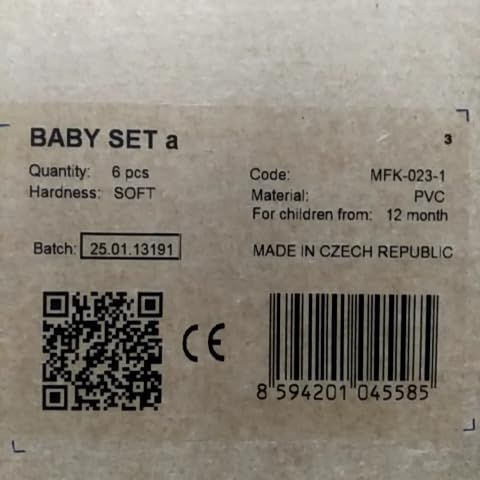 BABY SET a 3
Quantity: 6 pcs
Hardness: SOFT
Code: MFK-023-1
Material: PVC
For children from: 12 month
Batch: 25.01.13191
MADE IN CZECH REPUBLIC
CE
8 594201 045585